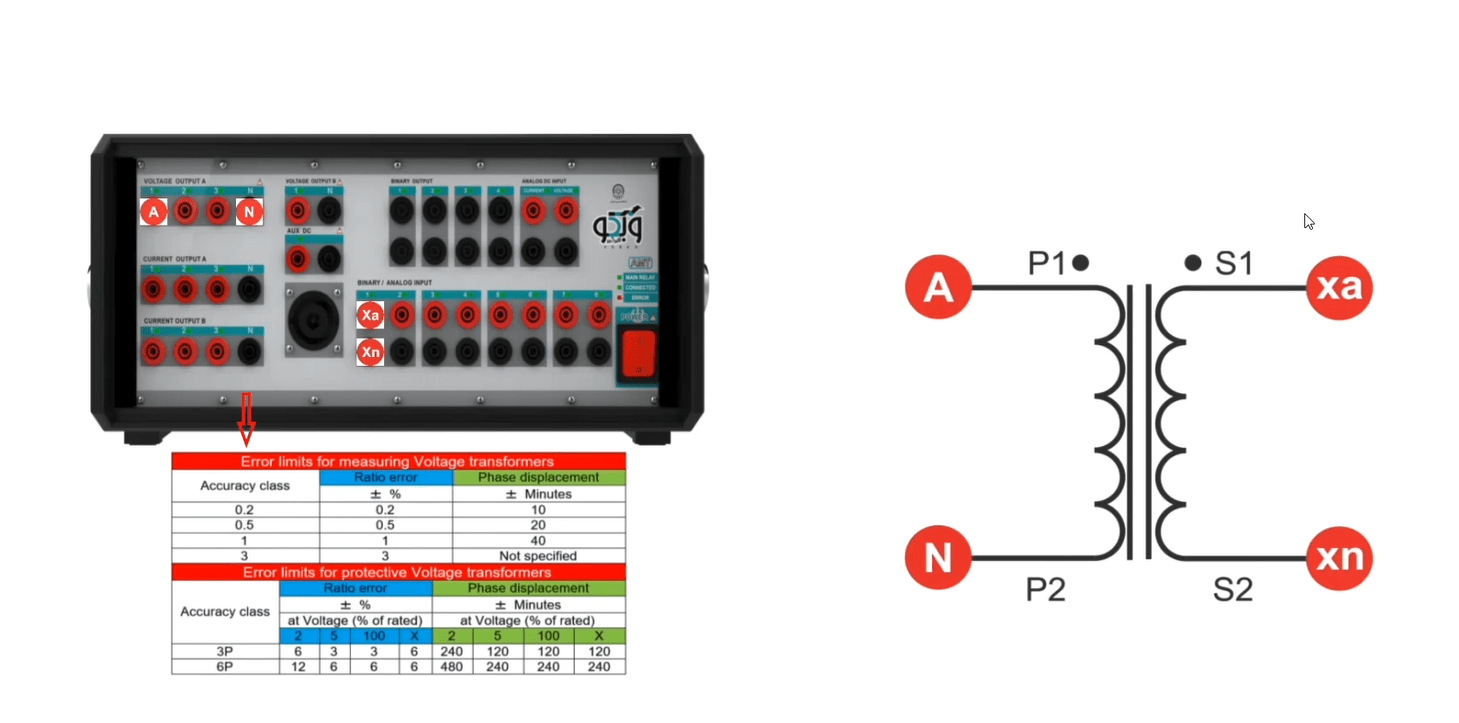 VOLTAGE OUTPUT A
1 2 3 N
A N
VOLTAGE OUTPUT B
1 N
AUX DC
BINARY OUTPUT
1 2 3 4
ANALOG DC INPUT
CURRENT VOLTAGE
CURRENT OUTPUT A
1 2 3 N
CURRENT OUTPUT B
1 2 3 N
BINARY / ANALOG INPUT
1 2 3 4 5 6 7 8
Xa
Xn
MAIN RELAY
CONNECTED
ERROR
POWER
Error limits for measuring Voltage transformers
Accuracy class Ratio error Phase displacement
± % ± Minutes
0.2 0.2 10
0.5 0.5 20
1 1 40
3 3 Not specified
Error limits for protective Voltage transformers
Accuracy class Ratio error Phase displacement
± % ± Minutes
at Voltage (% of rated) at Voltage (% of rated)
2 5 100 X 2 5 100 X
3P 6 3 3 6 240 120 120 120
6P 12 6 6 6 480 240 240 240
P1 S1
A xa
N xn
P2 S2